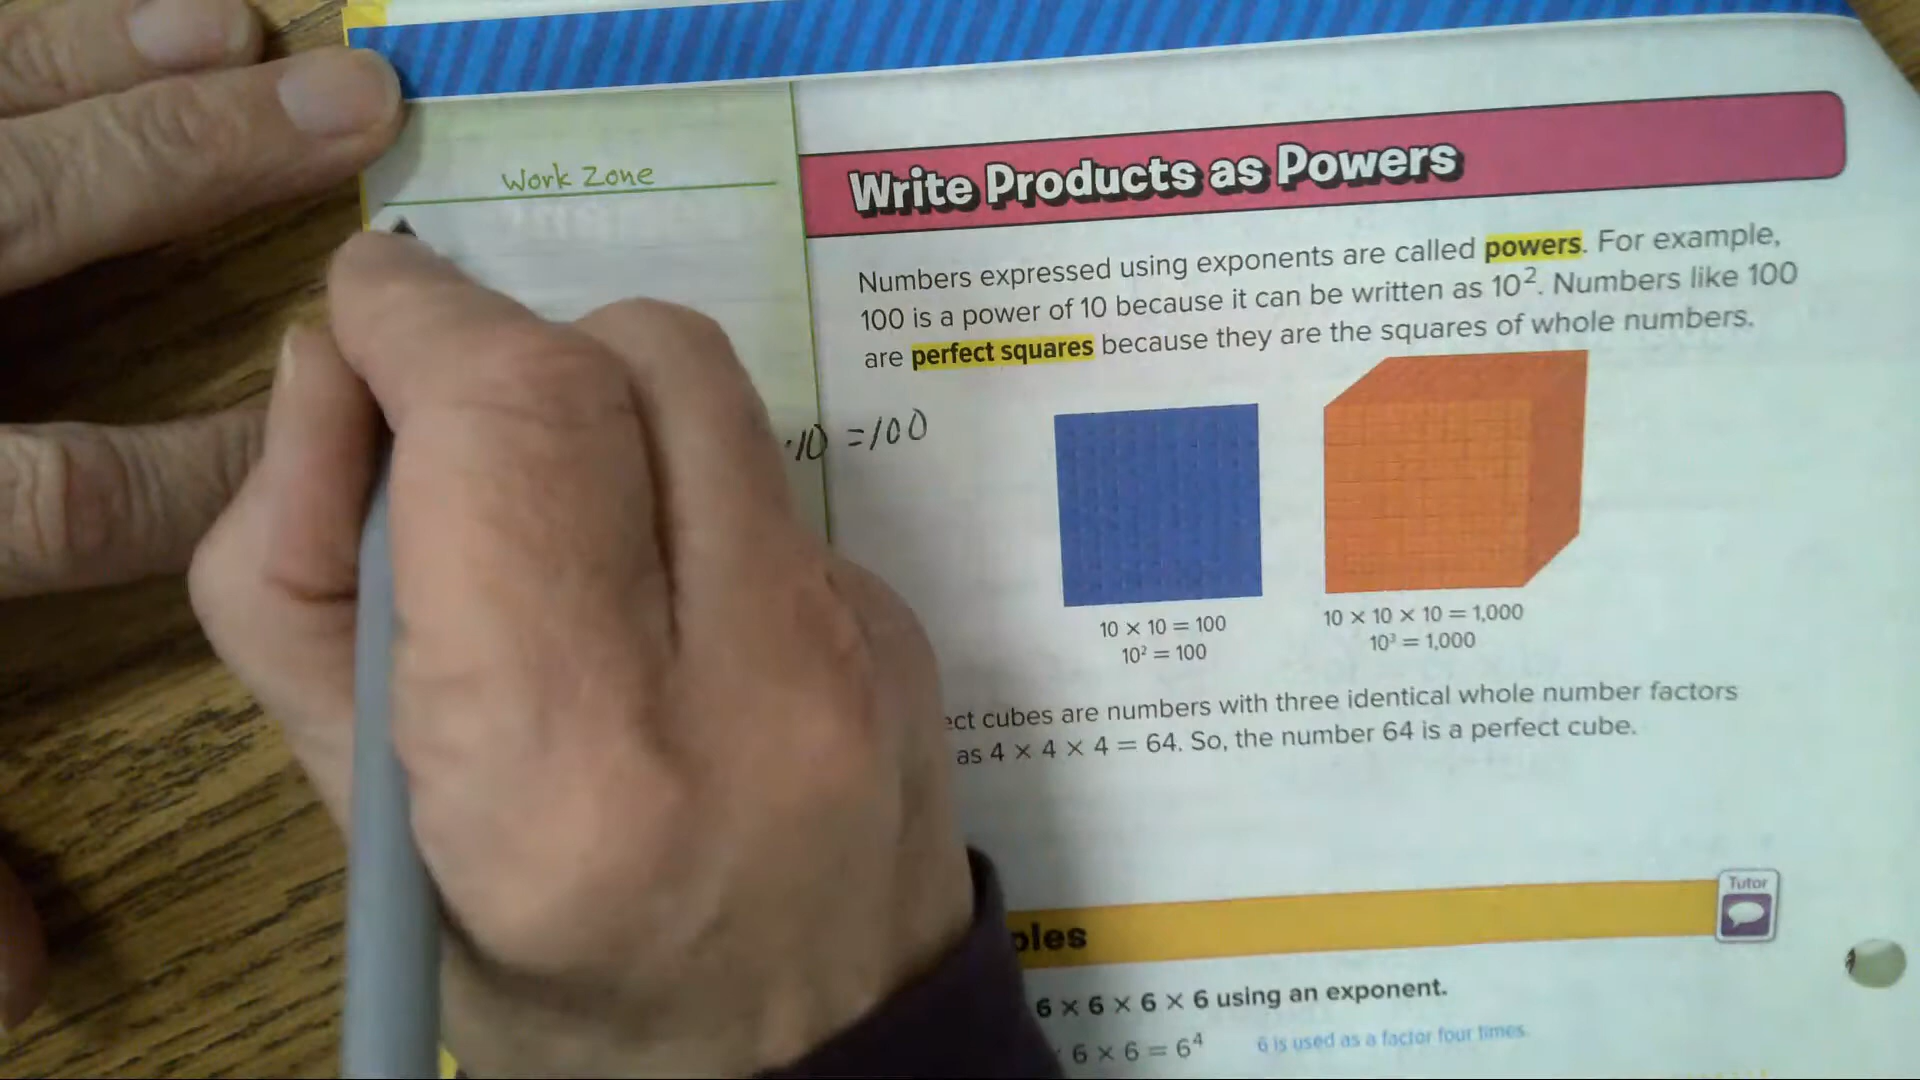 Work Zone
Write Products as Powers
Numbers expressed using exponents are called powers. For example,
100 is a power of 10 because it can be written as 10². Numbers like 100
are perfect squares because they are the squares of whole numbers.
·10 =100
10 × 10 = 100
10² = 100
10 × 10 × 10 = 1,000
10³ = 1,000
cubes are numbers with three identical whole number factors
as 4 × 4 × 4 = 64. So, the number 64 is a perfect cube.
Tutor
6 × 6 × 6 × 6 using an exponent.
6 × 6 = 6⁴
6 is used as a factor four times.